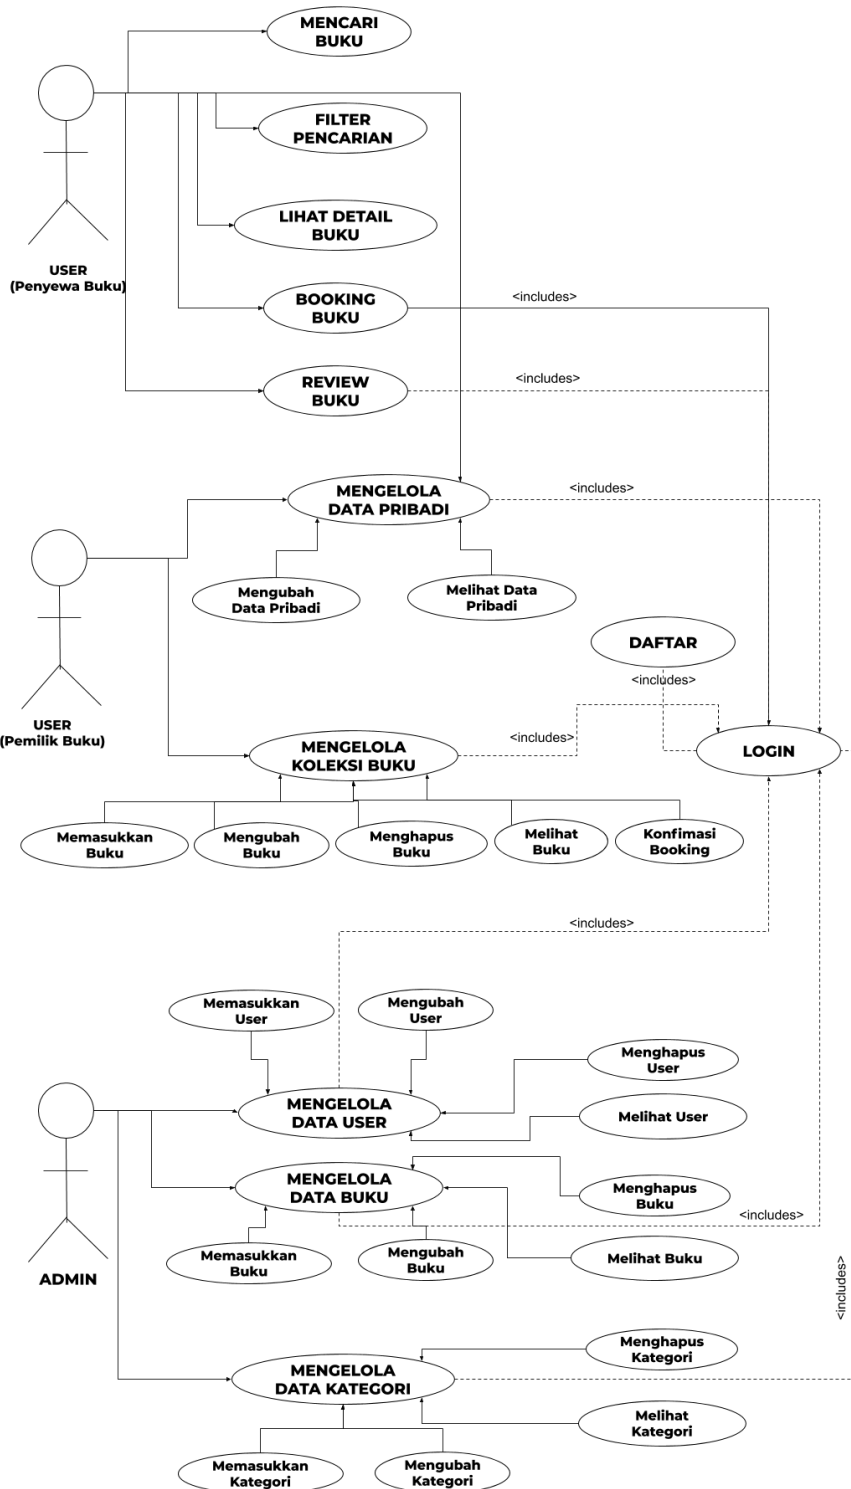 MENCARI
BUKU
FILTER
PENCARIAN
LIHAT DETAIL
BUKU
USER
(Penyewa Buku)
BOOKING
BUKU
<includes>
REVIEW
BUKU
<includes>
MENGELOLA
DATA PRIBADI
<includes>
Mengubah
Data Pribadi
Melihat Data
Pribadi
DAFTAR
<includes>
USER
(Pemilik Buku)
MENGELOLA
KOLEKSI BUKU
<includes>
LOGIN
Memasukkan
Buku
Mengubah
Buku
Menghapus
Buku
Melihat
Buku
Konfimasi
Booking
<includes>
Memasukkan
User
Mengubah
User
Menghapus
User
MENGELOLA
DATA USER
Melihat User
MENGELOLA
DATA BUKU
Menghapus
Buku
<includes>
Memasukkan
Buku
Mengubah
Buku
Melihat Buku
ADMIN
<includes>
Menghapus
Kategori
MENGELOLA
DATA KATEGORI
Melihat
Kategori
Memasukkan
Kategori
Mengubah
Kategori